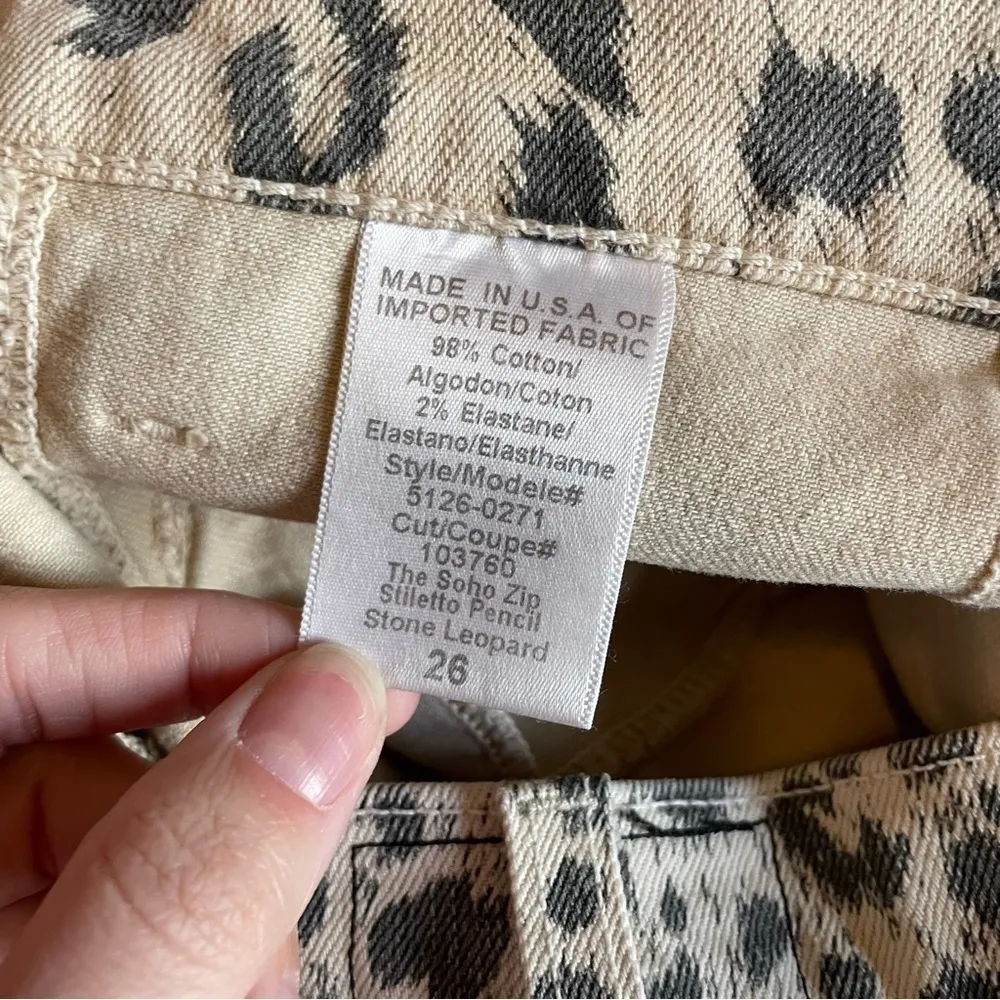 MADE IN U.S.A. OF
IMPORTED FABRIC
98% Cotton/
Algodon/Coton
2% Elastane/
Elastano/Elasthanne
Style/Modele#
5126-0271
Cut/Coupe#
103760
The Soho Zip
Stiletto Pencil
Stone Leopard
26